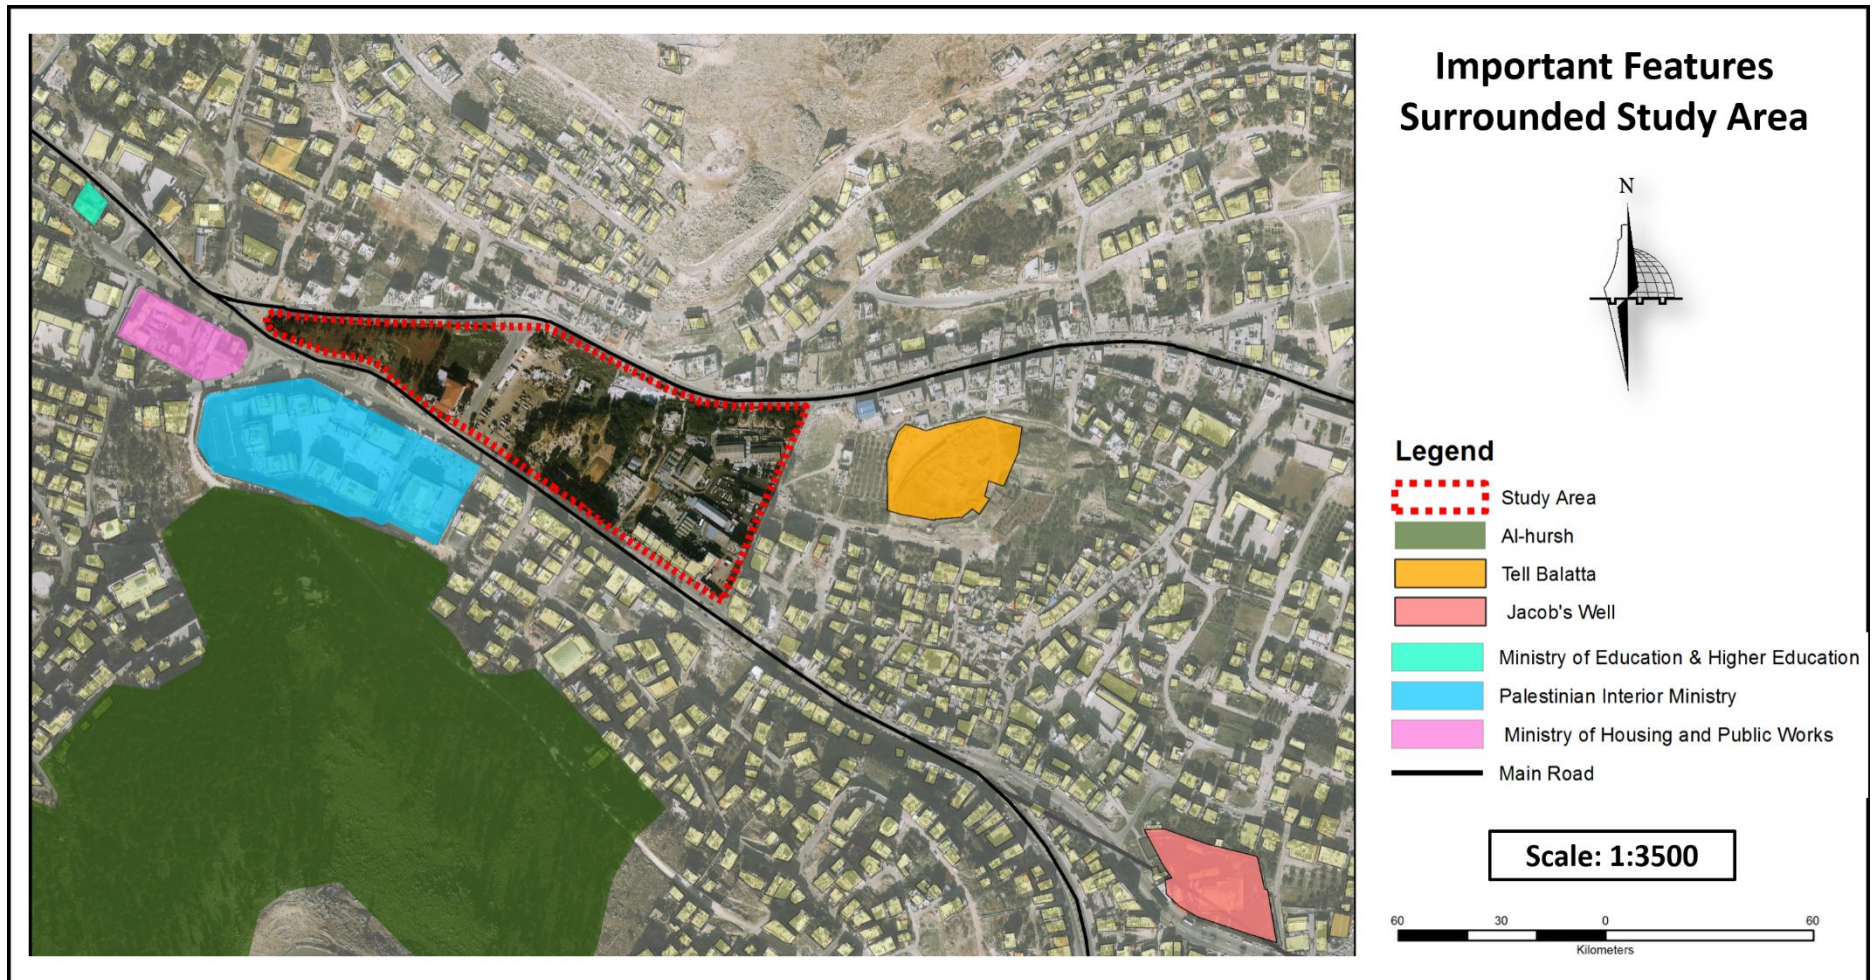 Important Features
Surrounded Study Area
N
Legend
Study Area
Al-hursh
Tell Balatta
Jacob's Well
Ministry of Education & Higher Education
Palestinian Interior Ministry
Ministry of Housing and Public Works
Main Road
Scale: 1:3500
60 30 0 60
Kilometers